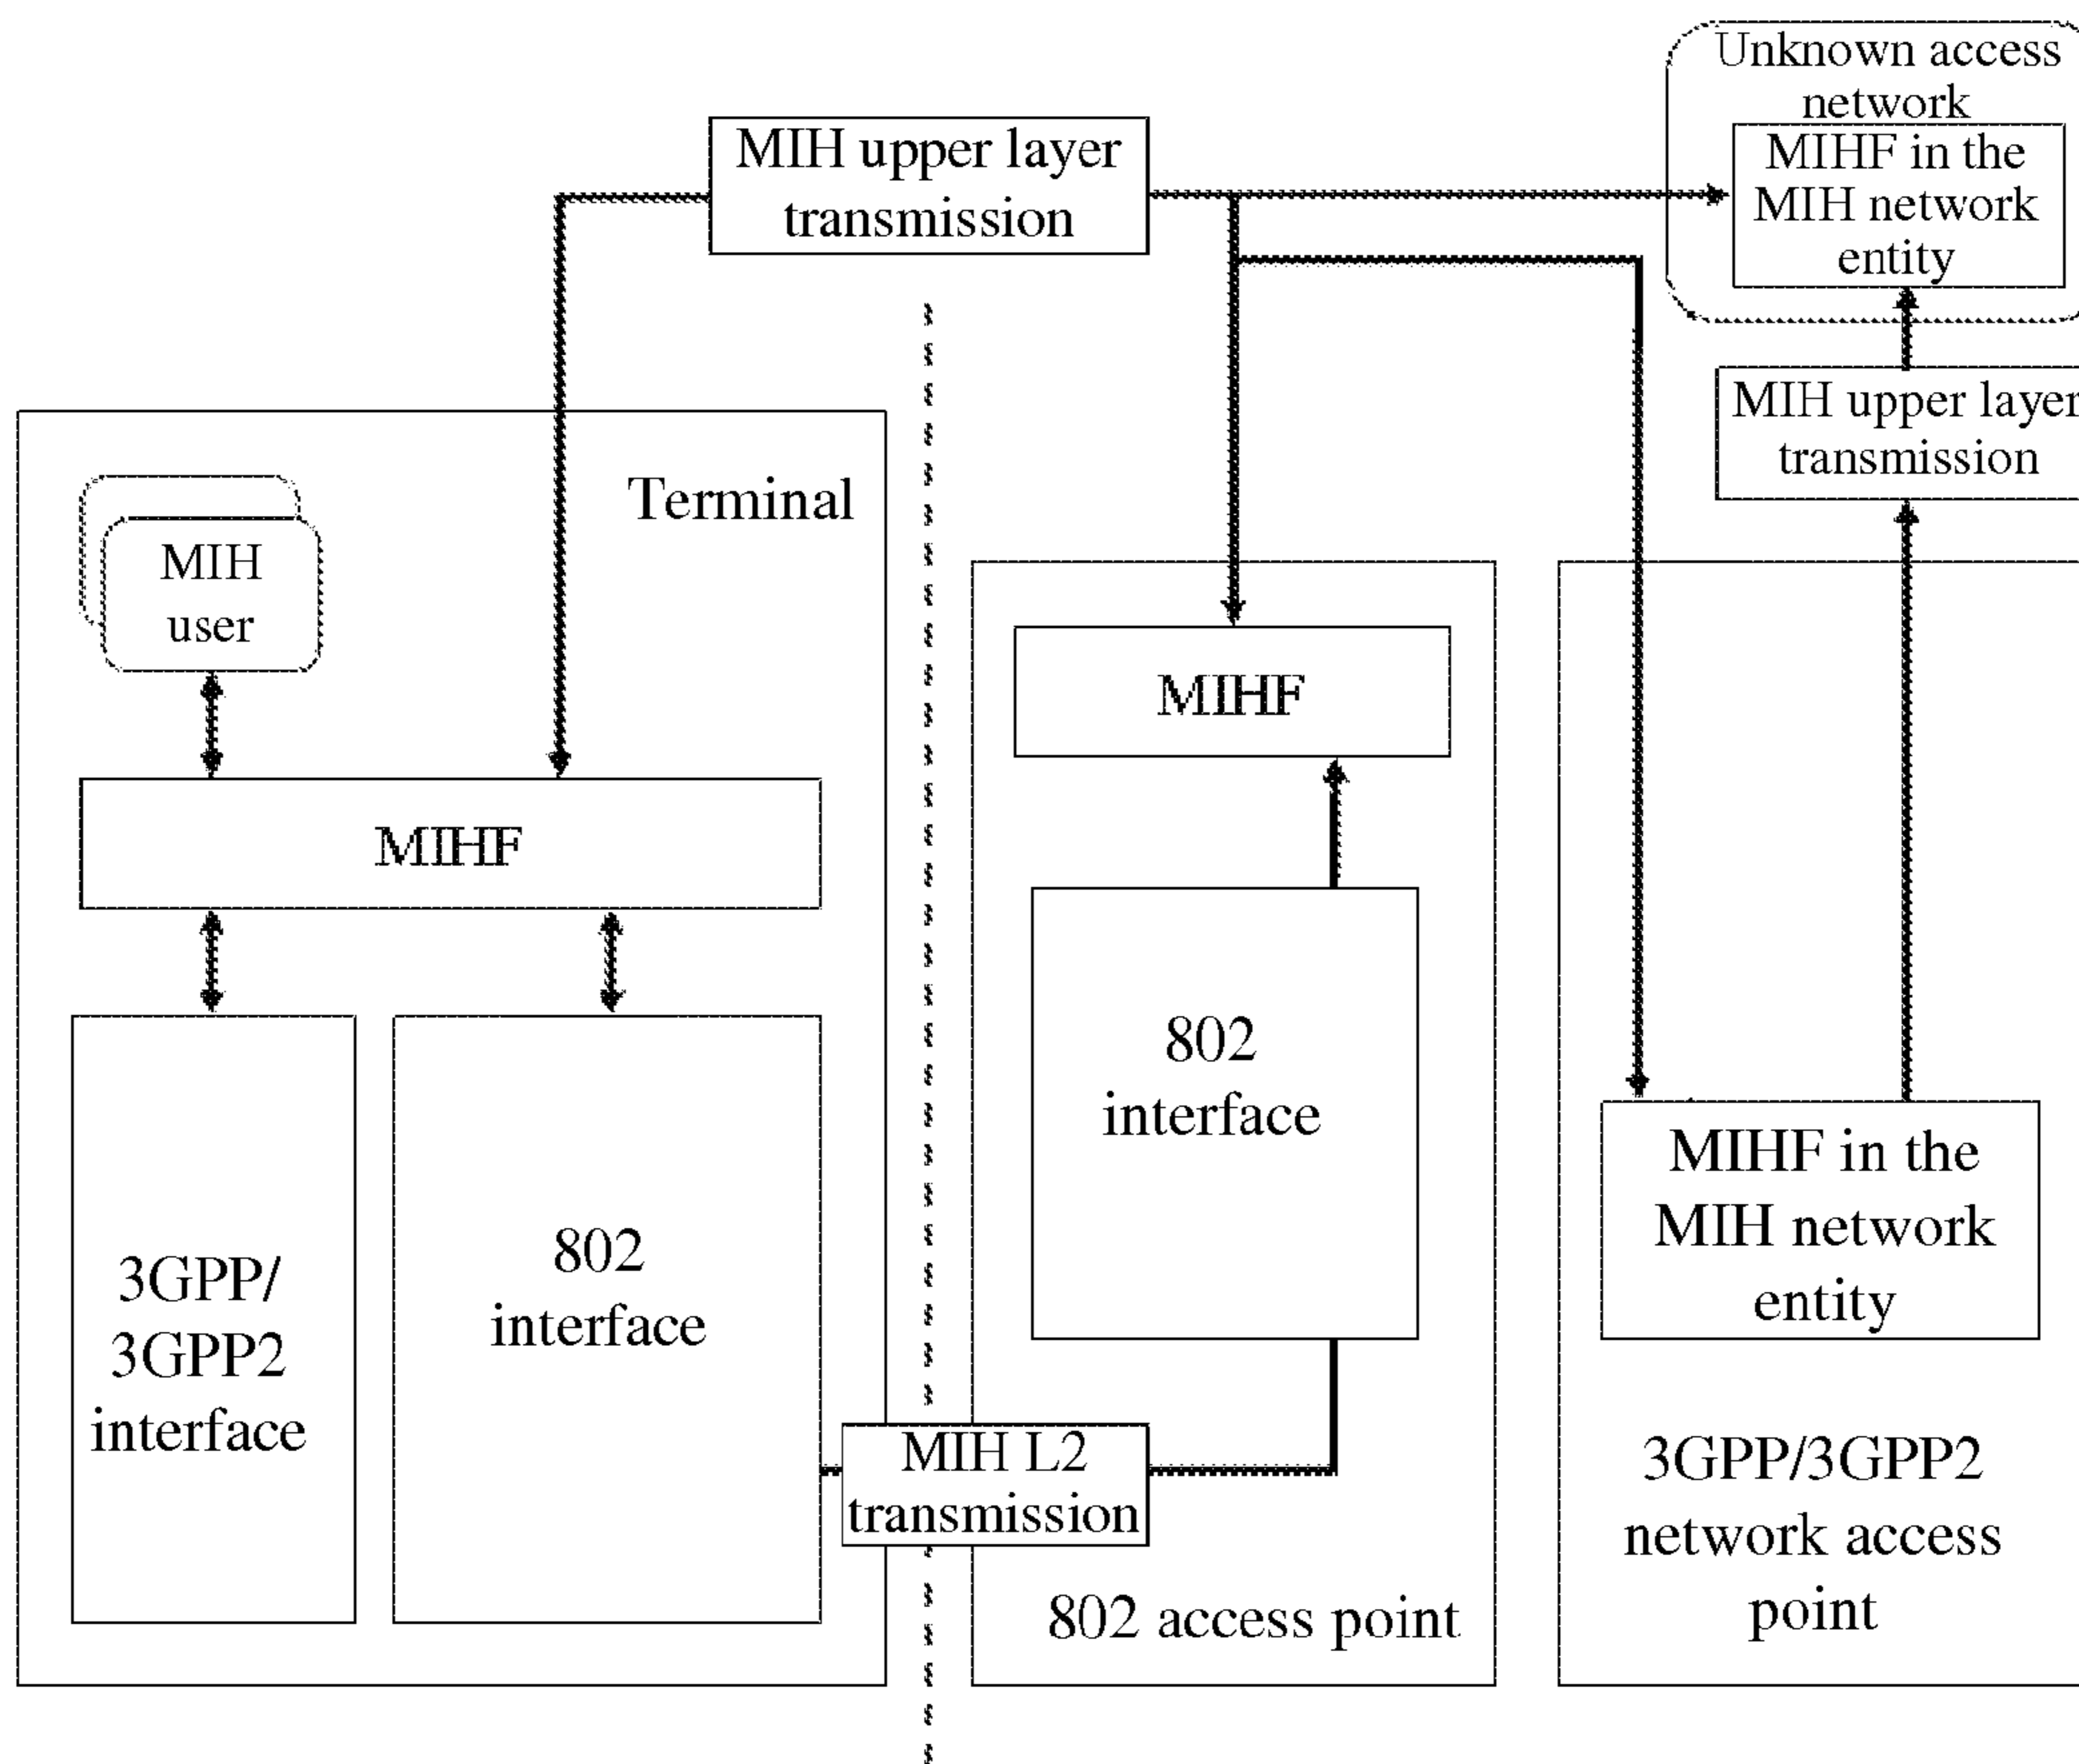 Unknown access
network
MIHF in the
MIH network
entity
MIH upper layer
transmission
MIH upper layer
transmission
Terminal
MIH
user
MIHF
3GPP/
3GPP2
interface
802
interface
MIHF
802
interface
MIH L2
transmission
802 access point
MIHF in the
MIH network
entity
3GPP/3GPP2
network access
point